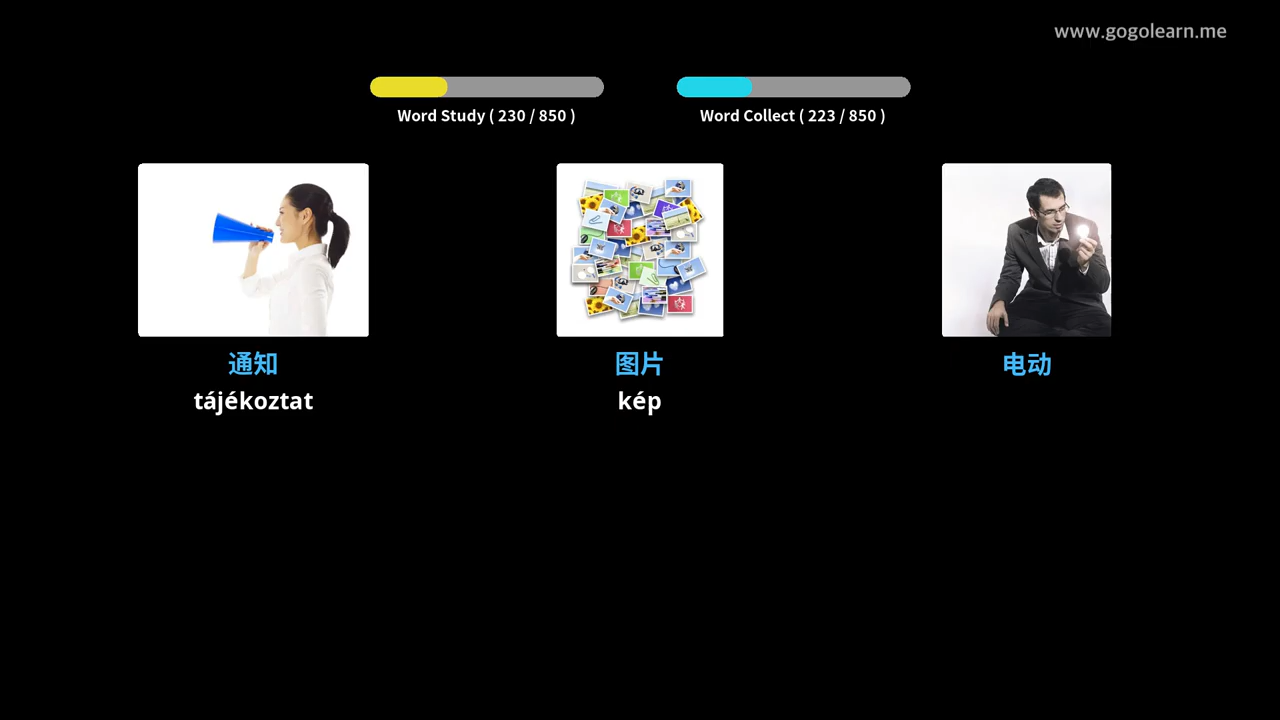 www.gogolearn.me
Word Study ( 230 / 850 )
Word Collect ( 223 / 850 )
通知
图片
电动
tájékoztat
kép